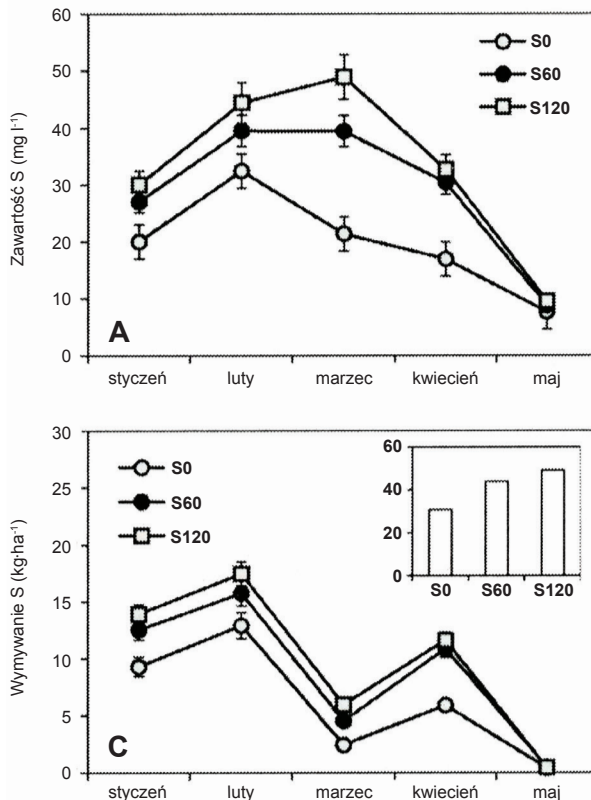 60
50
40
30
20
10
0
Zawartość S (mg l⁻¹)
S0
S60
S120
A
styczeń luty marzec kwiecień maj
30
25
20
15
10
5
0
Wymywanie S (kg·ha⁻¹)
S0
S60
S120
60
40
20
0
S0 S60 S120
C
styczeń luty marzec kwiecień maj